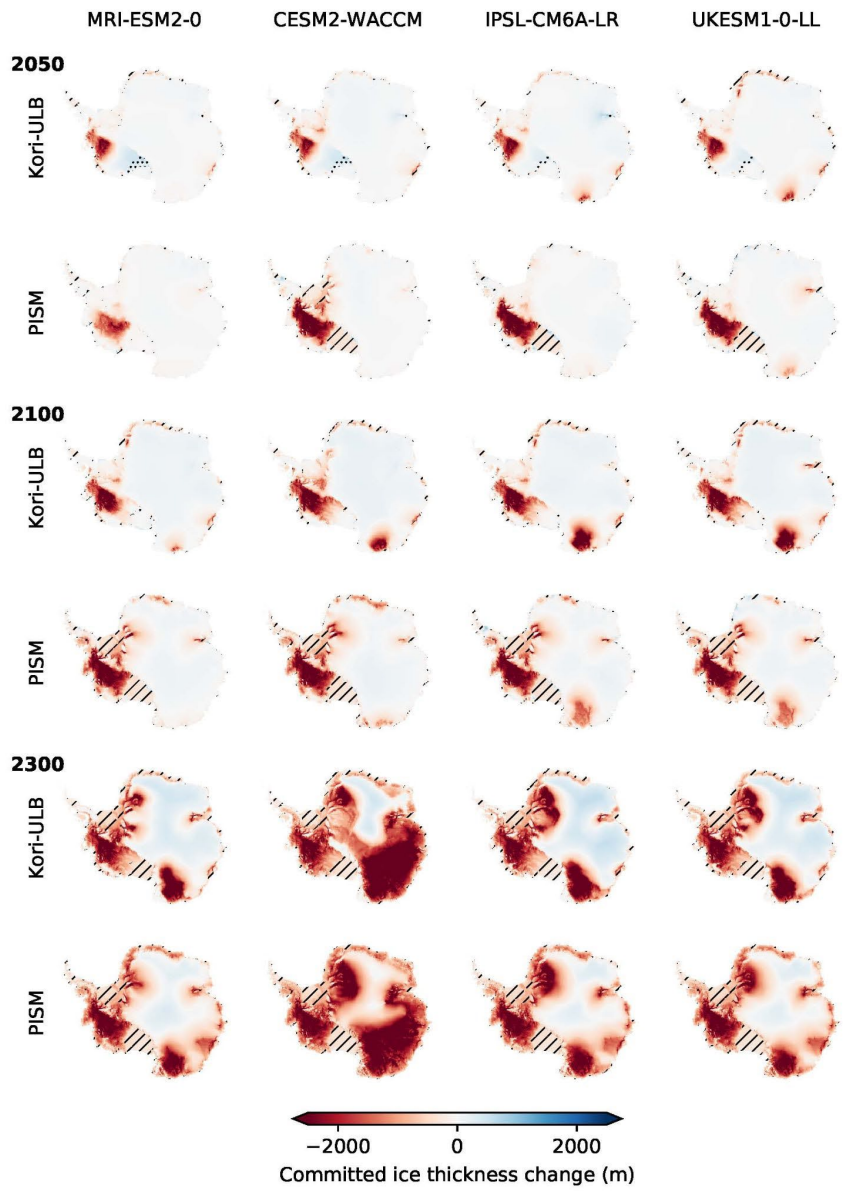 MRI-ESM2-0 CESM2-WACCM IPSL-CM6A-LR UKESM1-0-LL
2050
Kori-ULB
PISM
2100
Kori-ULB
PISM
2300
Kori-ULB
PISM
−2000 0 2000
Committed ice thickness change (m)